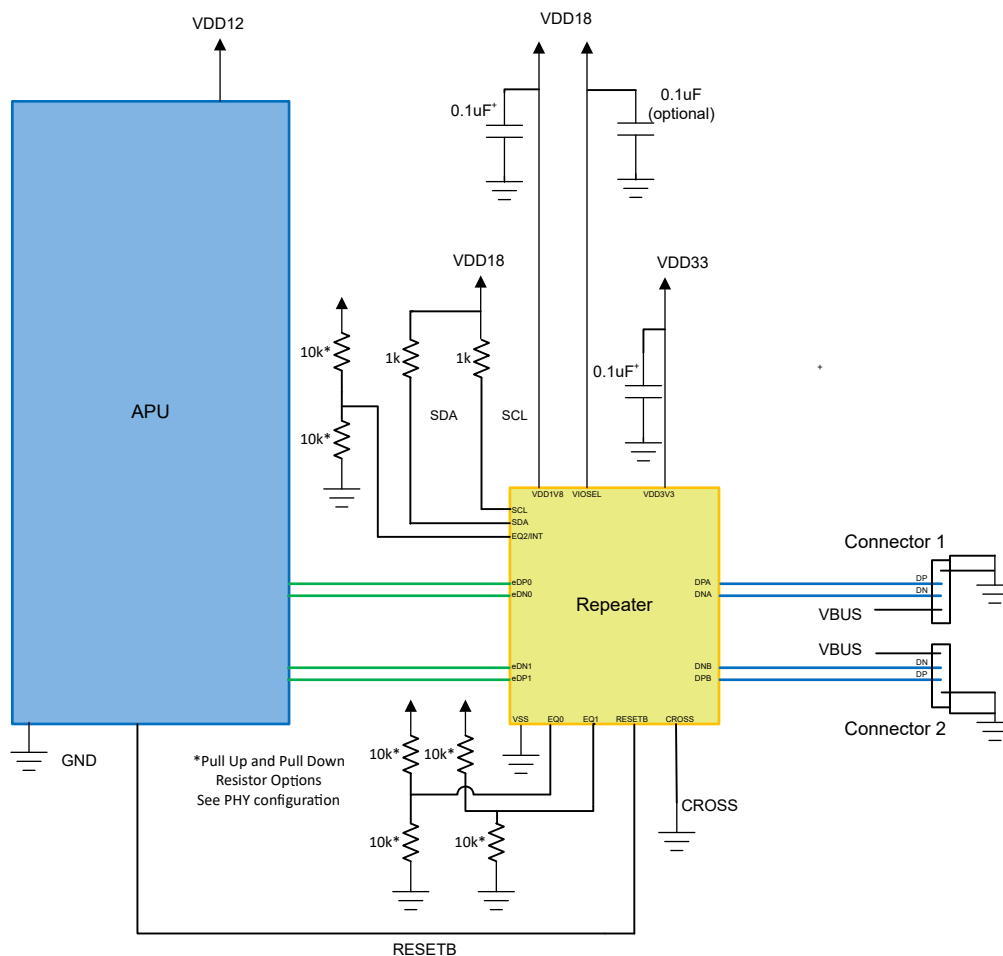 VDD12
VDD18
0.1uF+
0.1uF
(optional)
VDD18
VDD33
10k*
1k
1k
0.1uF+
APU
SDA
SCL
10k*
VDD1V8
VIOSEL
VDD3V3
SCL
SDA
EQ2/INT
Connector 1
eDP0
DPA
DP
eDN0
DNA
DN
Repeater
VBUS
VBUS
eDN1
DNB
DN
eDP1
DPB
DP
VSS
EQ0
EQ1
RESETB
CROSS
Connector 2
GND
*Pull Up and Pull Down
Resistor Options
See PHY configuration
10k*
10k*
CROSS
10k*
10k*
RESETB